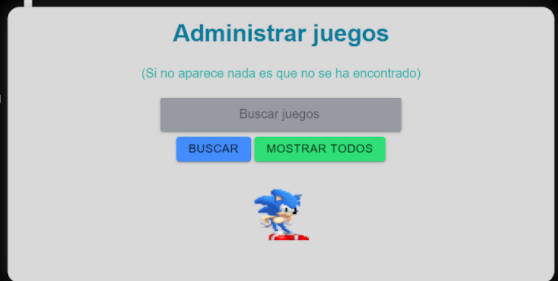 Administrar juegos
(Si no aparece nada es que no se ha encontrado)
Buscar juegos
BUSCAR MOSTRAR TODOS